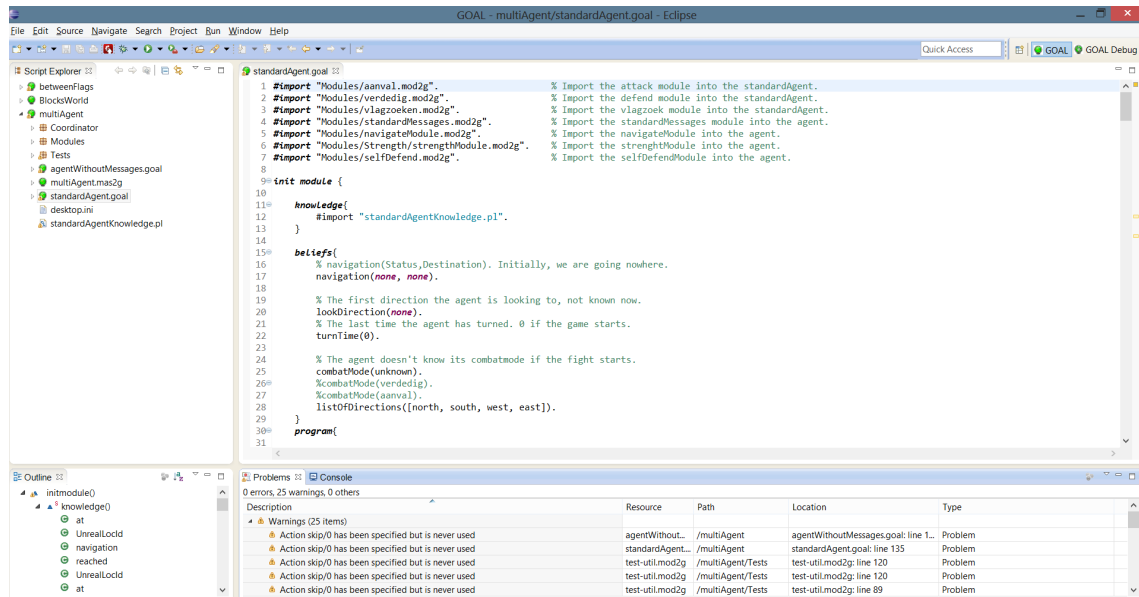 GOAL - multiAgent/standardAgent.goal - Eclipse
File Edit Source Navigate Search Project Run Window Help
Quick Access
GOAL GOAL Debug
Script Explorer
betweenFlags
BlocksWorld
multiAgent
Coordinator
Modules
Tests
agentWithoutMessages.goal
multiAgent.mas2g
standardAgent.goal
desktop.ini
standardAgentKnowledge.pl
standardAgent.goal
1 #import "Modules/aanval.mod2g". % Import the attack module into the standardAgent.
2 #import "Modules/verdedig.mod2g". % Import the defend module into the standardAgent.
3 #import "Modules/vlagzoeken.mod2g". % Import the vlagzoek module into the standardAgent.
4 #import "Modules/standardMessages.mod2g". % Import the standardMessages module into the agent.
5 #import "Modules/navigateModule.mod2g". % Import the navigateModule into the agent.
6 #import "Modules/Strength/strengthModule.mod2g". % Import the strenghtModule into the agent.
7 #import "Modules/selfDefend.mod2g". % Import the selfDefendModule into the agent.
8
9 init module {
10
11 knowledge{
12 #import "standardAgentKnowledge.pl".
13 }
14
15 beliefs{
16 % navigation(Status,Destination). Initially, we are going nowhere.
17 navigation(none, none).
18
19 % The first direction the agent is looking to, not known now.
20 lookDirection(none).
21 % The last time the agent has turned. 0 if the game starts.
22 turnTime(0).
23
24 % The agent doesn't know its combatmode if the fight starts.
25 combatMode(unknown).
26 %combatMode(verdedig).
27 %combatMode(aanval).
28 listOfDirections([north, south, west, east]).
29 }
30 program{
31
Outline
initmodule()
knowledge()
at
UnrealLocId
navigation
reached
UnrealLocId
at
Problems Console
0 errors, 25 warnings, 0 others
Description Resource Path Location Type
Warnings (25 items)
Action skip/0 has been specified but is never used agentWithout... /multiAgent agentWithoutMessages.goal: line 1... Problem
Action skip/0 has been specified but is never used standardAgent.... /multiAgent standardAgent.goal: line 135 Problem
Action skip/0 has been specified but is never used test-util.mod2g /multiAgent/Tests test-util.mod2g: line 120 Problem
Action skip/0 has been specified but is never used test-util.mod2g /multiAgent/Tests test-util.mod2g: line 120 Problem
Action skip/0 has been specified but is never used test-util.mod2g /multiAgent/Tests test-util.mod2g: line 89 Problem